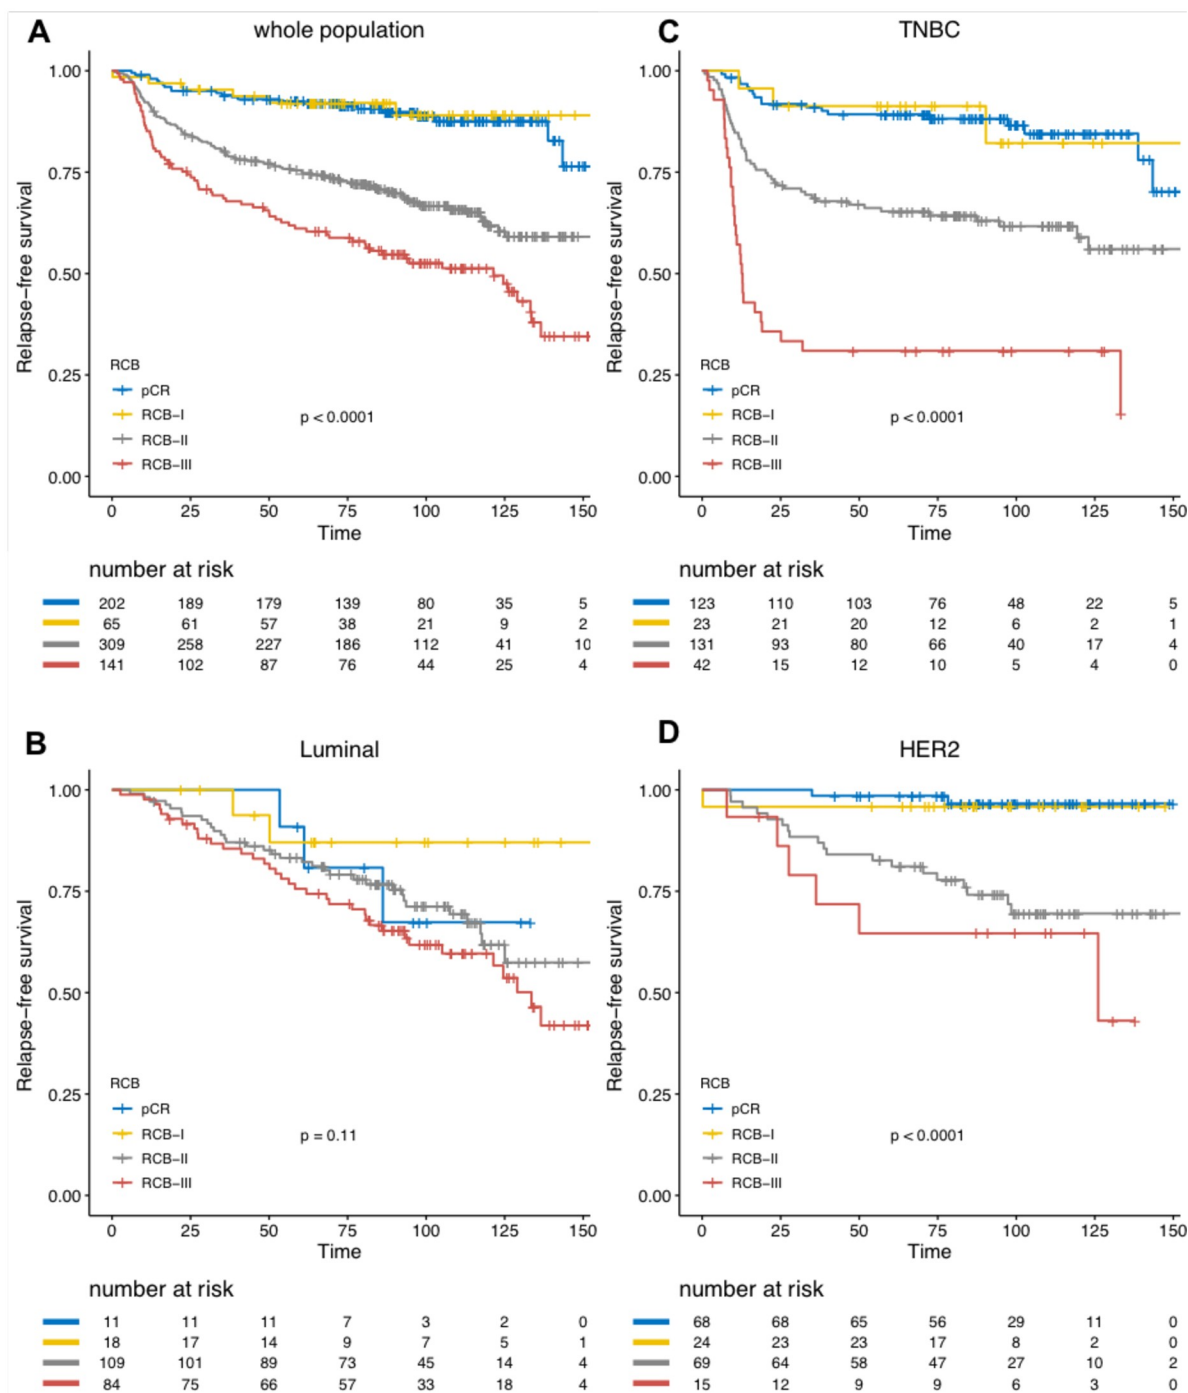 A
whole population
1.00
0.75
0.50
0.25
0.00
Relapse−free survival
RCB
pCR
RCB−I
RCB−II
RCB−III
p < 0.0001
0 25 50 75 100 125 150
Time
number at risk
202 189 179 139 80 35 5
65 61 57 38 21 9 2
309 258 227 186 112 41 10
141 102 87 76 44 25 4
C
TNBC
1.00
0.75
0.50
0.25
0.00
Relapse−free survival
RCB
pCR
RCB−I
RCB−II
RCB−III
p < 0.0001
0 25 50 75 100 125 150
Time
number at risk
123 110 103 76 48 22 5
23 21 20 12 6 2 1
131 93 80 66 40 17 4
42 15 12 10 5 4 0
B
Luminal
1.00
0.75
0.50
0.25
0.00
Relapse−free survival
RCB
pCR
RCB−I
RCB−II
RCB−III
p = 0.11
0 25 50 75 100 125 150
Time
number at risk
11 11 11 7 3 2 0
18 17 14 9 7 5 1
109 101 89 73 45 14 4
84 75 66 57 33 18 4
D
HER2
1.00
0.75
0.50
0.25
0.00
Relapse−free survival
RCB
pCR
RCB−I
RCB−II
RCB−III
p < 0.0001
0 25 50 75 100 125 150
Time
number at risk
68 68 65 56 29 11 0
24 23 23 17 8 2 0
69 64 58 47 27 10 2
15 12 9 9 6 3 0